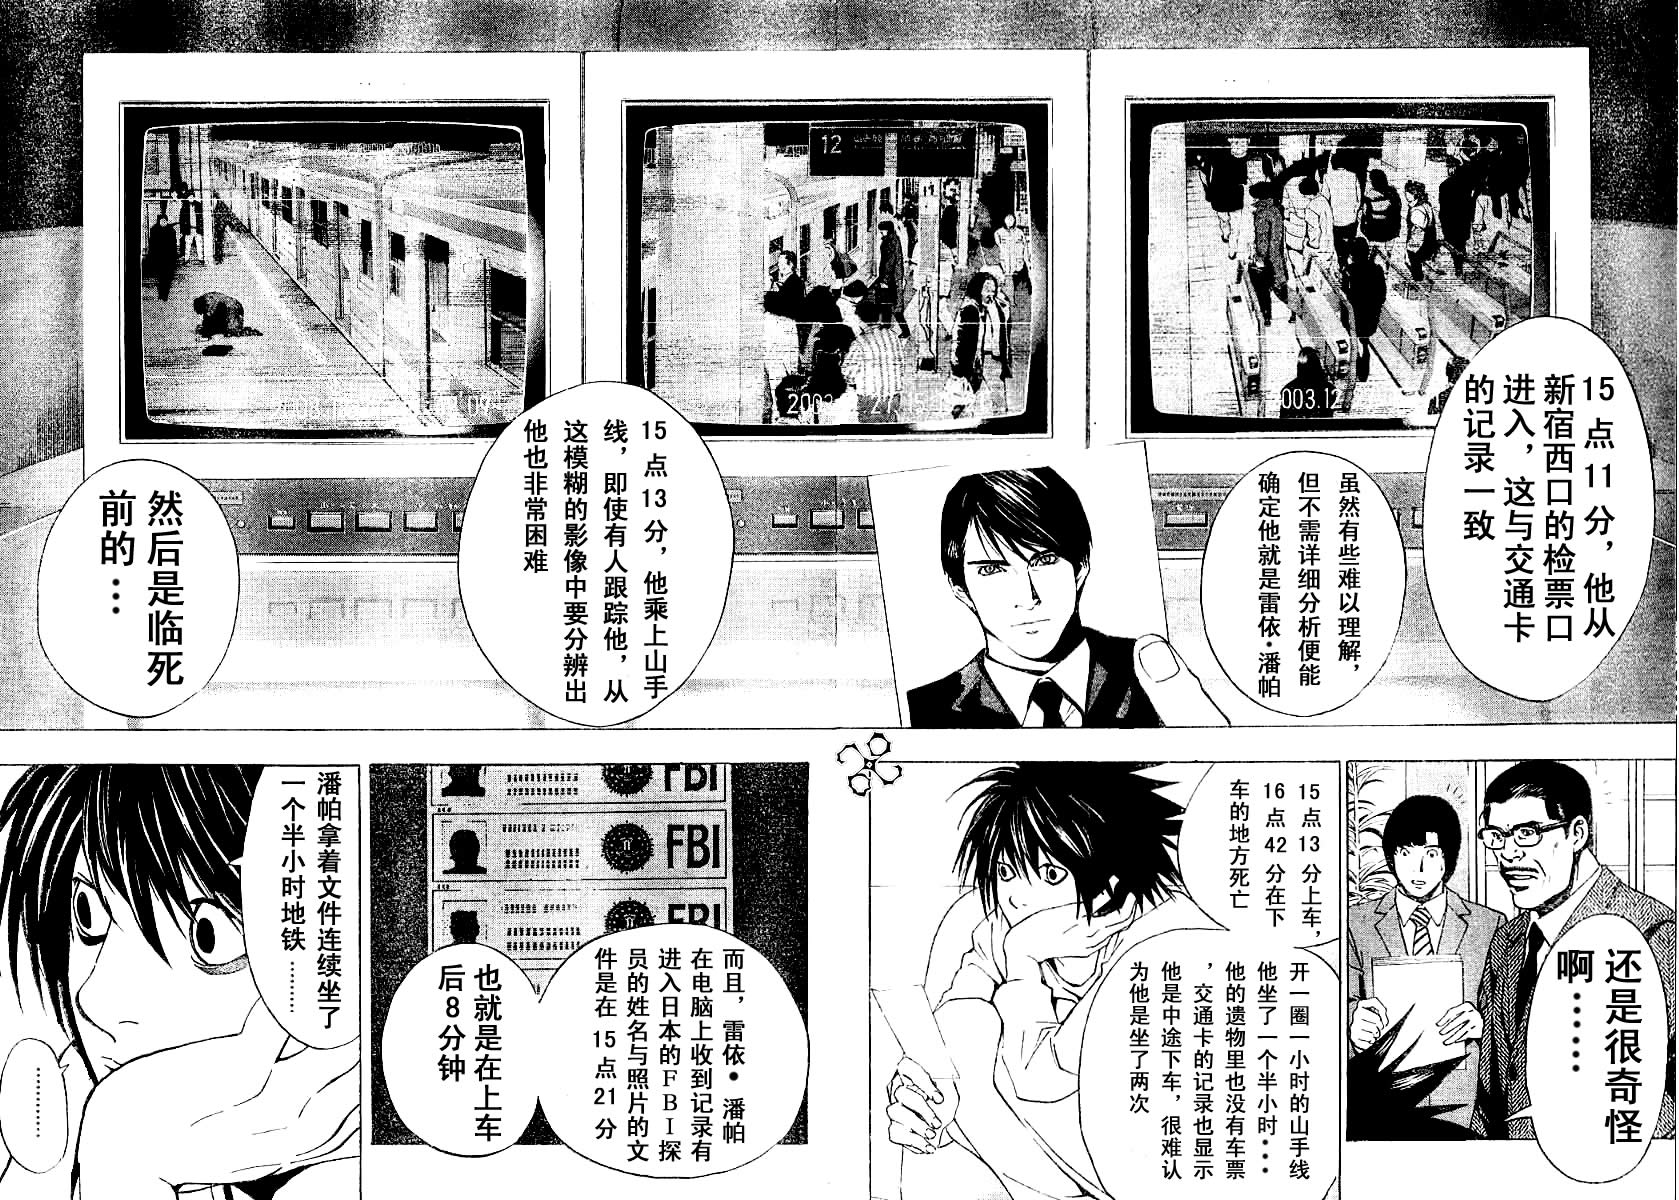 15点11分，他从
新宿西口的检票口
进入，这与交通卡
的记录一致
虽然有些难以理解，
但不需详细分析便能
确定他就是雷依·潘帕
15点13分，他乘上山手
线，即使有人跟踪他，从
这模糊的影像中要分辨出
他也非常困难
然后是临死
前的…
12
11
还是很奇怪
啊……
15点13分上车，
16点42分在下
车的地方死亡
开一圈一小时的山手线
他坐了一个半小时···
他的遗物里也没有车票
，交通卡的记录也显示
他是中途下车，很难认
为他是坐了两次
FBI
FBI
FBI
而且，雷依·潘帕
在电脑上收到记录有
进入日本的FBI探
员的姓名与照片的文
件是在15点21分
也就是在上车
后8分钟
潘帕拿着文件连续坐了
一个半小时地铁………
………